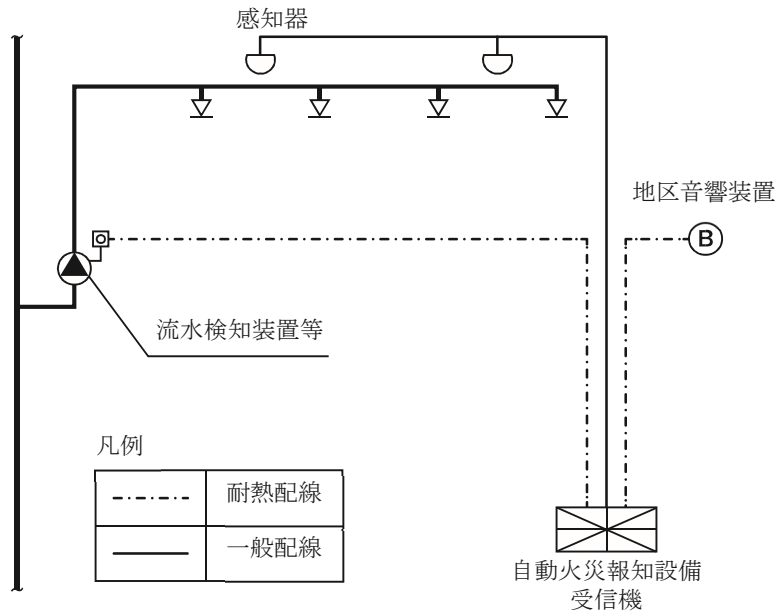 感知器
地区音響装置
B
流水検知装置等
凡例
耐熱配線
一般配線
自動火災報知設備
受信機